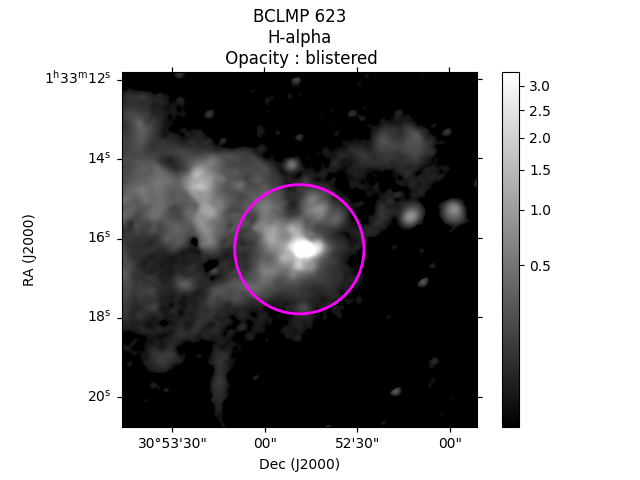 BCLMP 623
H-alpha
Opacity : blistered
1ʰ33ᵐ12ˢ
14ˢ
16ˢ
18ˢ
20ˢ
RA (J2000)
30°53'30"
00"
52'30"
00"
Dec (J2000)
3.0
2.5
2.0
1.5
1.0
0.5